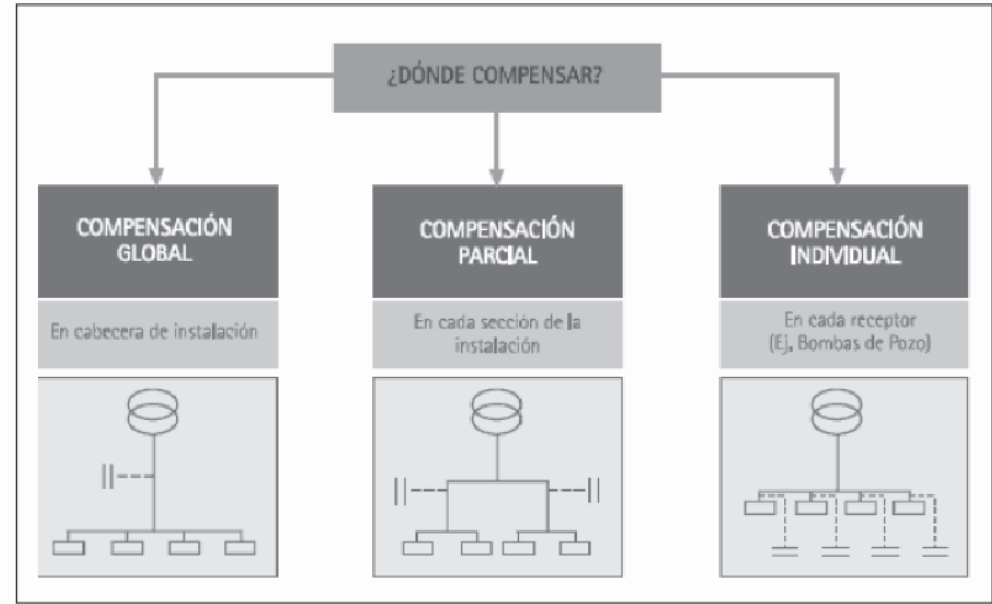 ¿DÓNDE COMPENSAR?
COMPENSACIÓN
GLOBAL
En cabecera de instalación
COMPENSACIÓN
PARCIAL
En cada sección de la
instalación
COMPENSACIÓN
INDIVIDUAL
En cada receptor
(Ej, Bombas de Pozo)